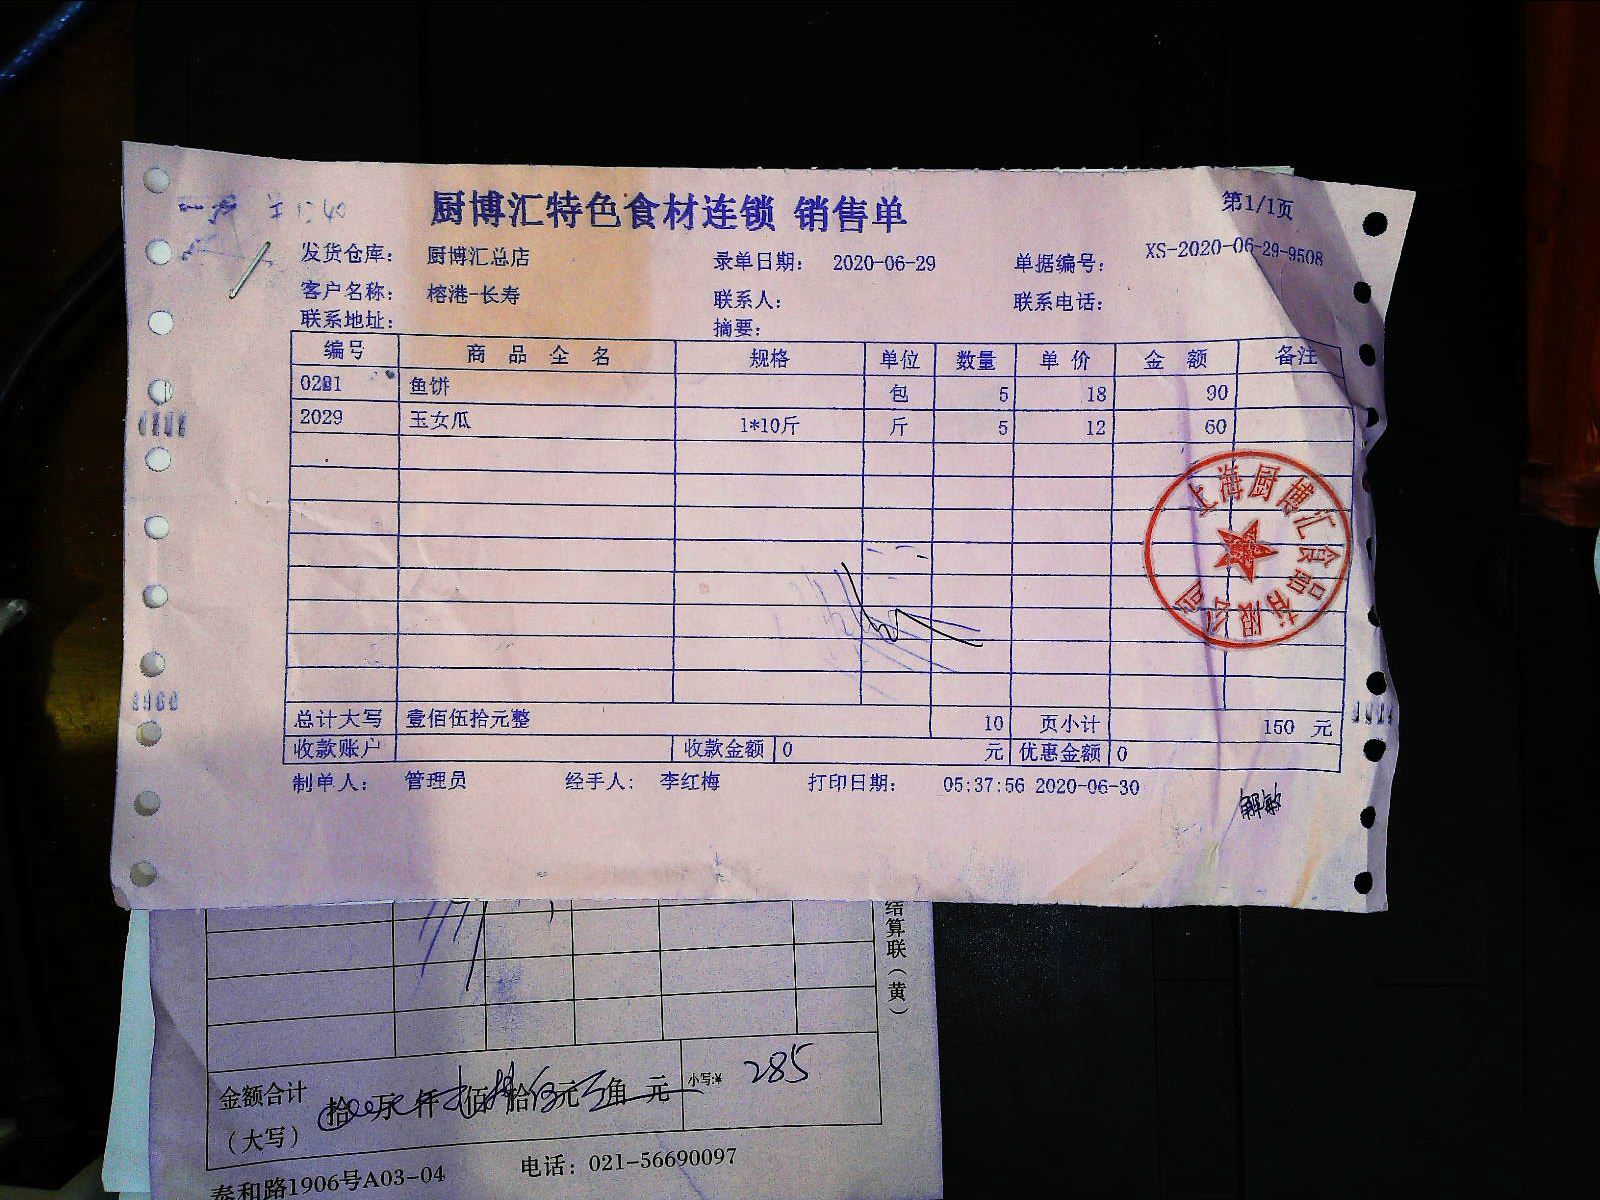 厨博汇特色食材连锁 销售单
第1/1页
发货仓库: 厨博汇总店 录单日期: 2020-06-29 单据编号: XS-2020-06-29-9508
客户名称: 榕港-长寿 联系人: 联系电话:
联系地址: 摘要:
编号 商品全名 规格 单位 数量 单价 金额 备注
0281 鱼饼 包 5 18 90
2029 玉女瓜 1*10斤 斤 5 12 60
上海厨博汇食品有限公司
总计大写 壹佰伍拾元整 10 页小计 150 元
收款账户 收款金额 0 元 优惠金额 0
制单人: 管理员 经手人: 李红梅 打印日期: 05:37:56 2020-06-30
解敏
结算联(黄)
金额合计 拾 万 仟 佰 拾 元 角 元 小写:¥ 285
(大写)
泰和路1906号A03-04 电话: 021-56690097